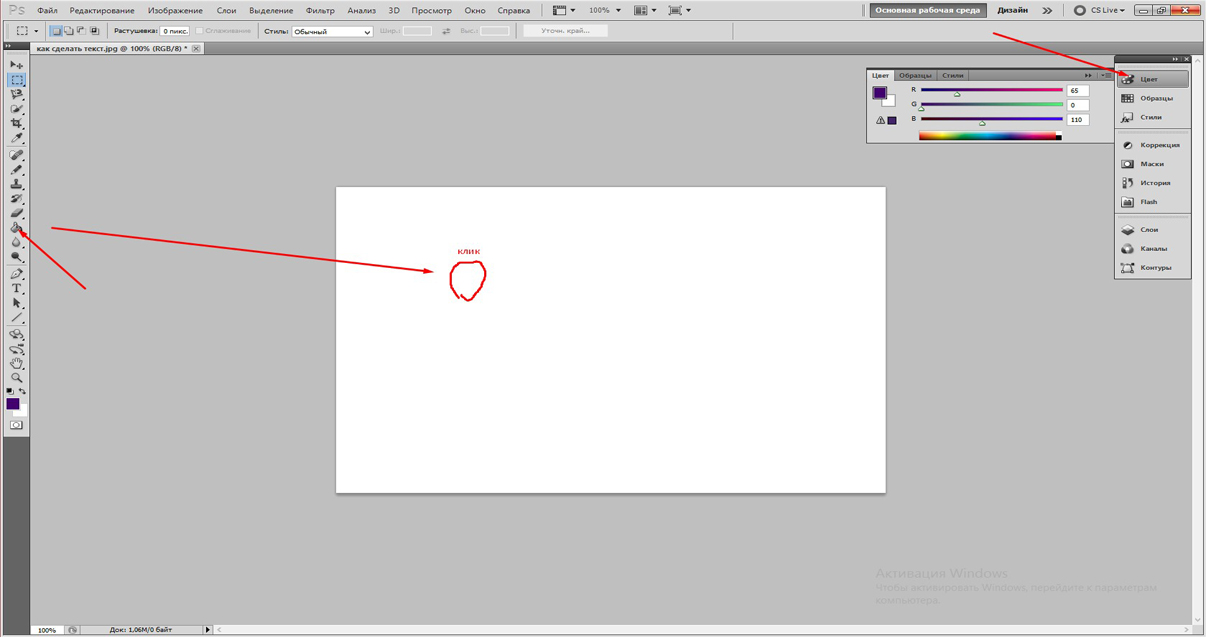 Ps Файл Редактирование Изображение Слои Выделение Фильтр Анализ 3D Просмотр Окно Справка 100% Основная рабочая среда Дизайн CS Live
Растушевка: 0 пикс. Сглаживание Стиль: Обычный Шир.: Выс.: Уточн. край...
как сделать текст.jpg @ 100% (RGB/8) *
Цвет Образцы Стили
R 65
G 0
B 110
Цвет
Образцы
Стили
Коррекция
Маски
История
Flash
Слои
Каналы
Контуры
клик
Активация Windows
Чтобы активировать Windows, перейдите к параметрам
компьютера.
100% Док: 1,06M/0 байт